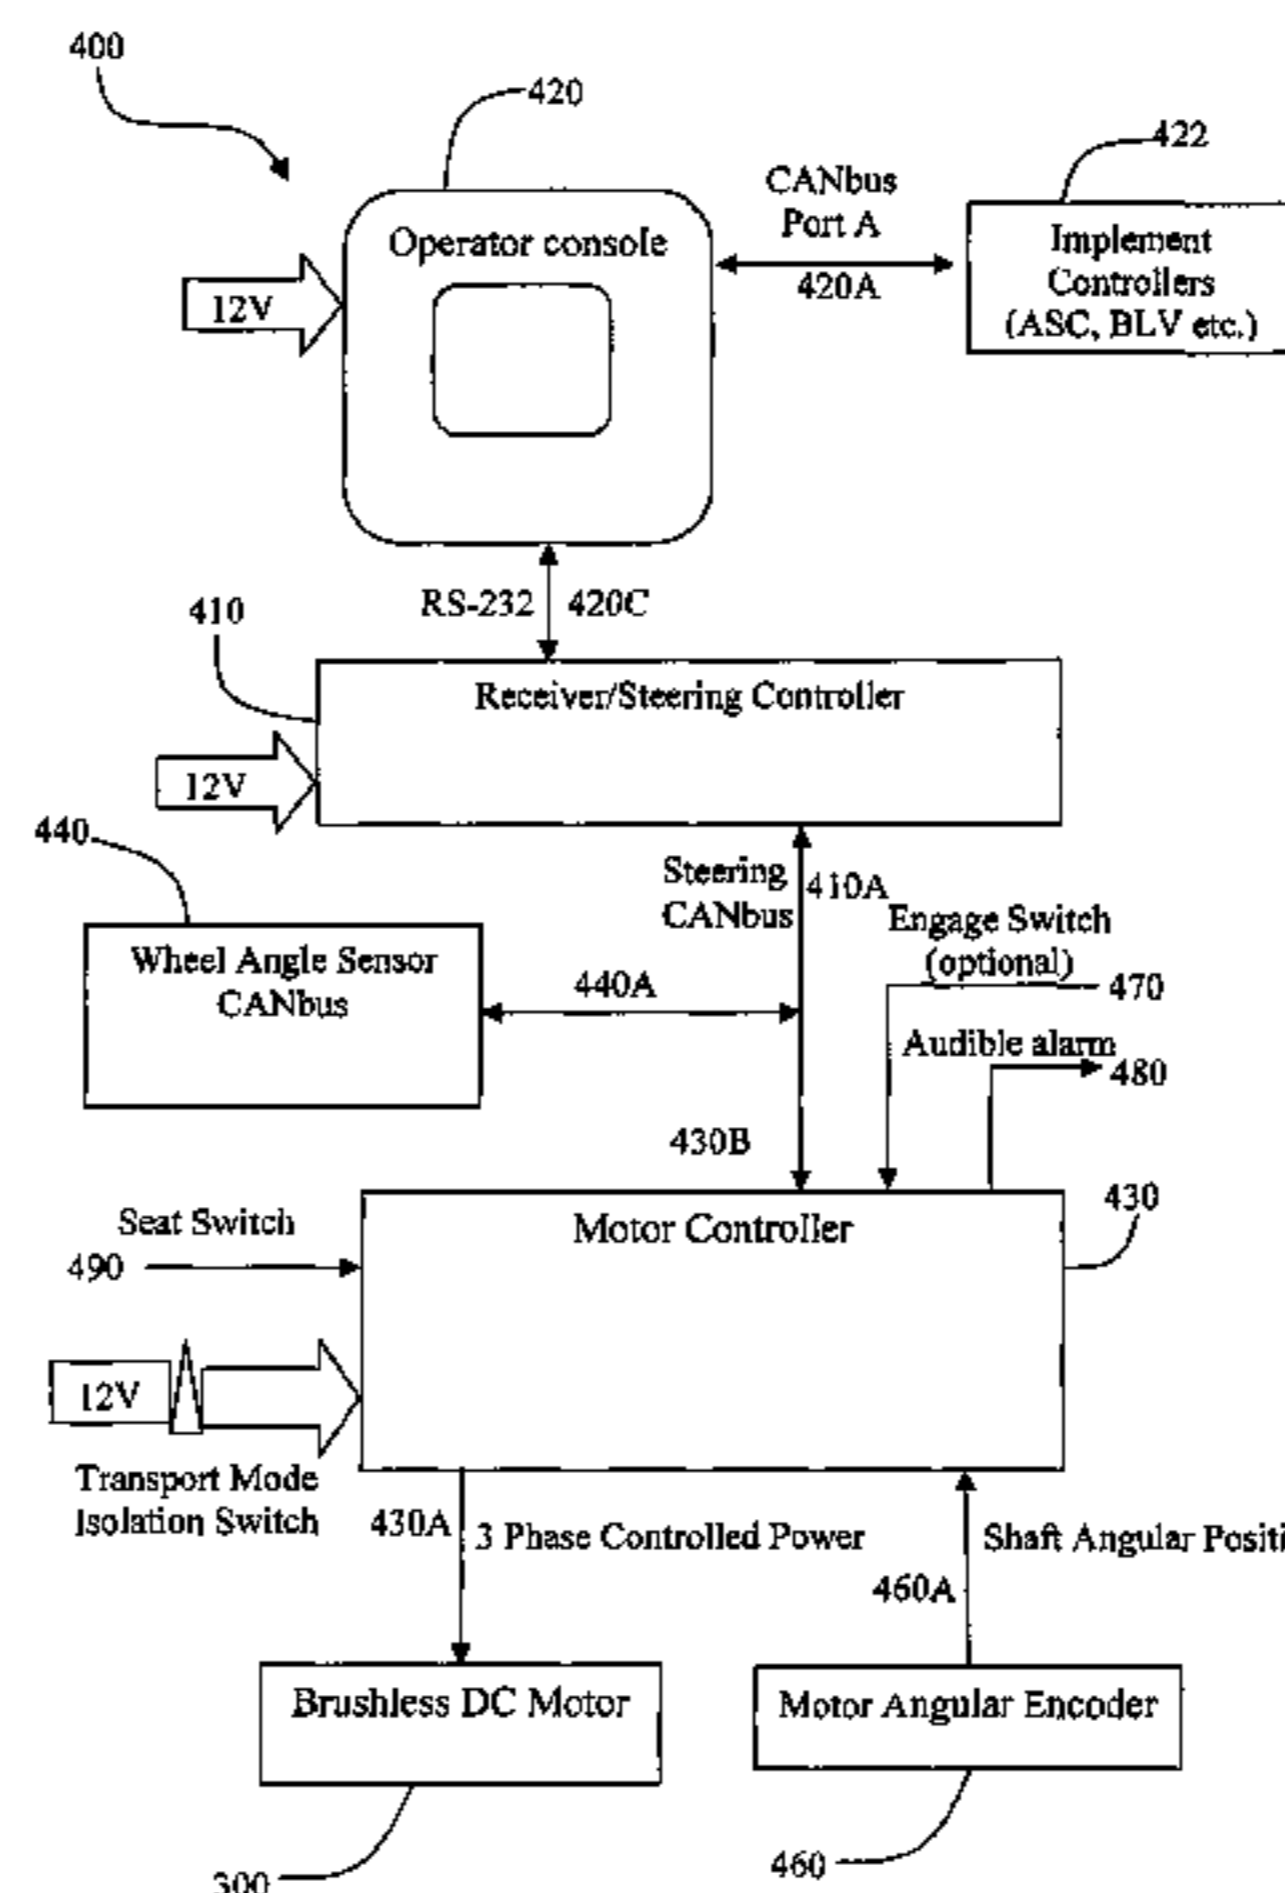 400
420
422
CANbus
Port A
420A
Operator console
Implement
Controllers
(ASC, BLV etc.)
12V
RS-232
420C
410
Receiver/Steering Controller
12V
440
Steering
CANbus
410A
Engage Switch
(optional)
470
Wheel Angle Sensor
CANbus
440A
Audible alarm
480
430B
430
Seat Switch
490
Motor Controller
12V
Transport Mode
Isolation Switch
430A
3 Phase Controlled Power
Shaft Angular
460A
Brushless DC Motor
Motor Angular Encoder
300
460